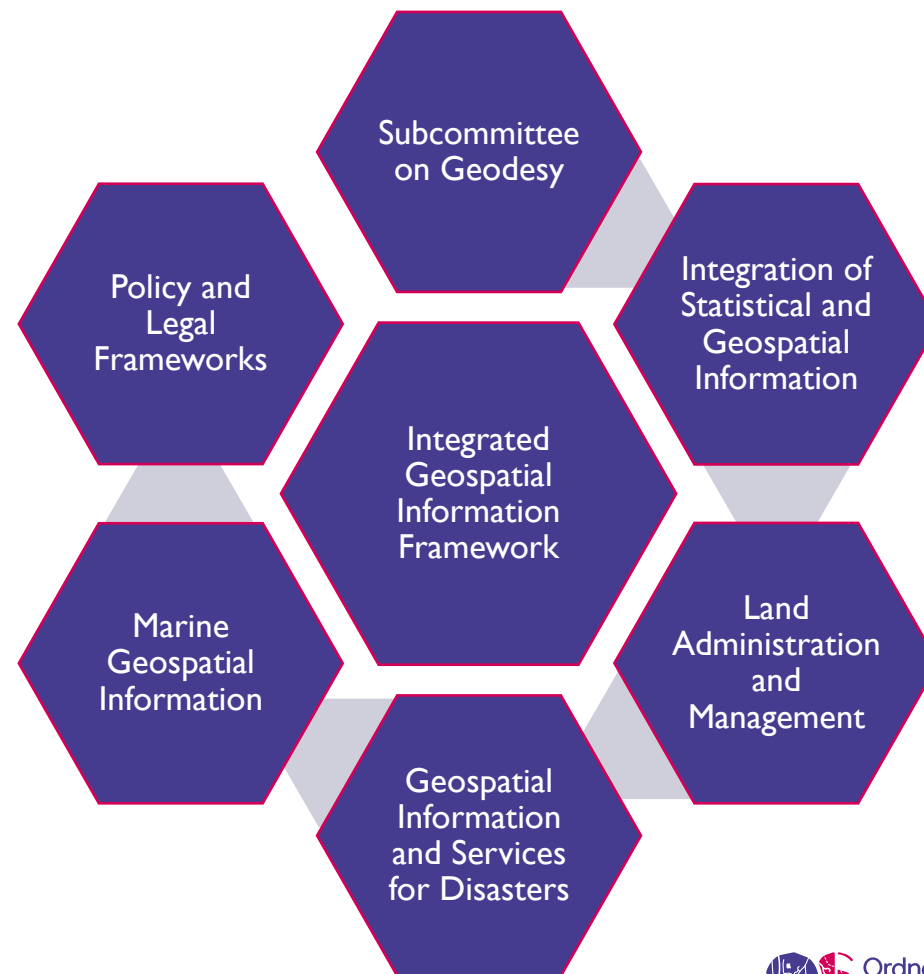 Subcommittee
on Geodesy
Policy and
Legal
Frameworks
Integration of
Statistical and
Geospatial
Information
Integrated
Geospatial
Information
Framework
Marine
Geospatial
Information
Land
Administration
and
Management
Geospatial
Information
and Services
for Disasters